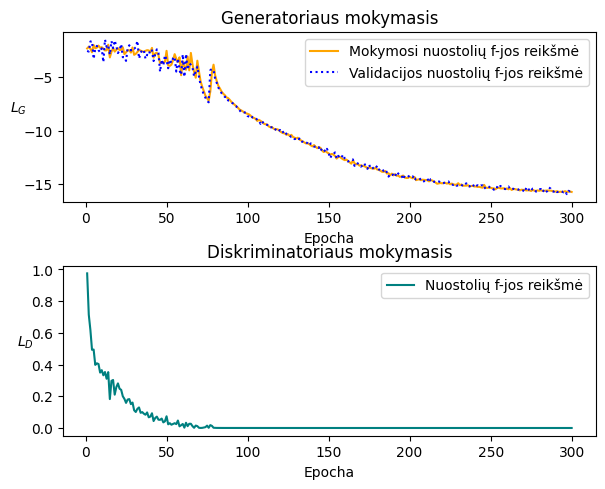 Generatoriaus mokymasis
Mokymosi nuostolių f-jos reikšmė
Validacijos nuostolių f-jos reikšmė
L_G
−5
−10
−15
0 50 100 150 200 250 300
Epocha
Diskriminatoriaus mokymasis
Nuostolių f-jos reikšmė
L_D
1.0
0.8
0.6
0.4
0.2
0.0
0 50 100 150 200 250 300
Epocha